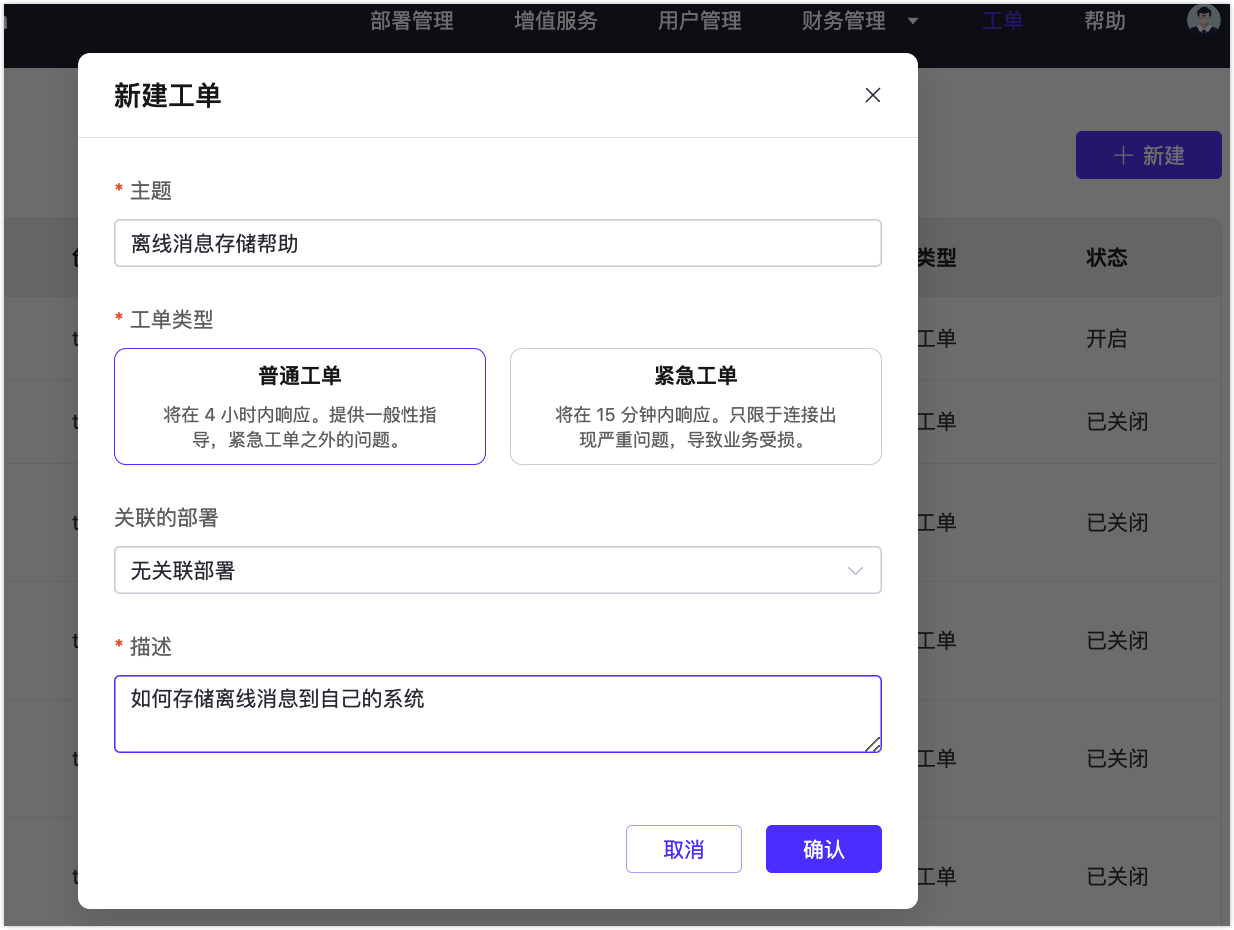 部署管理 增值服务 用户管理 财务管理 工单 帮助
新建工单
+ 新建
* 主题
离线消息存储帮助
类型 状态
* 工单类型
工单 开启
普通工单 紧急工单
将在 4 小时内响应。提供一般性指 将在 15 分钟内响应。只限于连接出
导，紧急工单之外的问题。 现严重问题，导致业务受损。
工单 已关闭
关联的部署
工单 已关闭
无关联部署
* 描述
工单 已关闭
如何存储离线消息到自己的系统
工单 已关闭
取消 确认
工单 已关闭